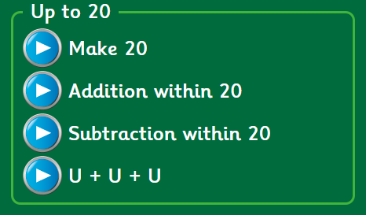 Up to 20
Make 20
Addition within 20
Subtraction within 20
U + U + U